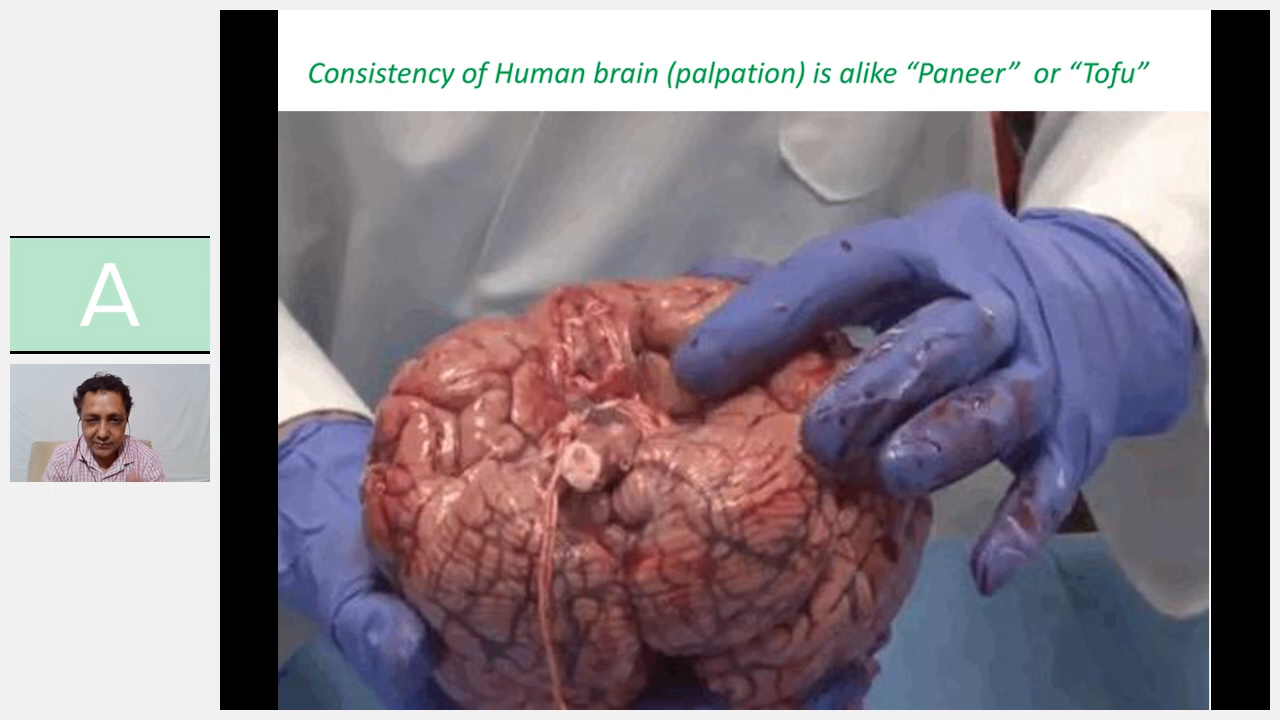 Consistency of Human brain (palpation) is alike “Paneer”  or “Tofu”
A